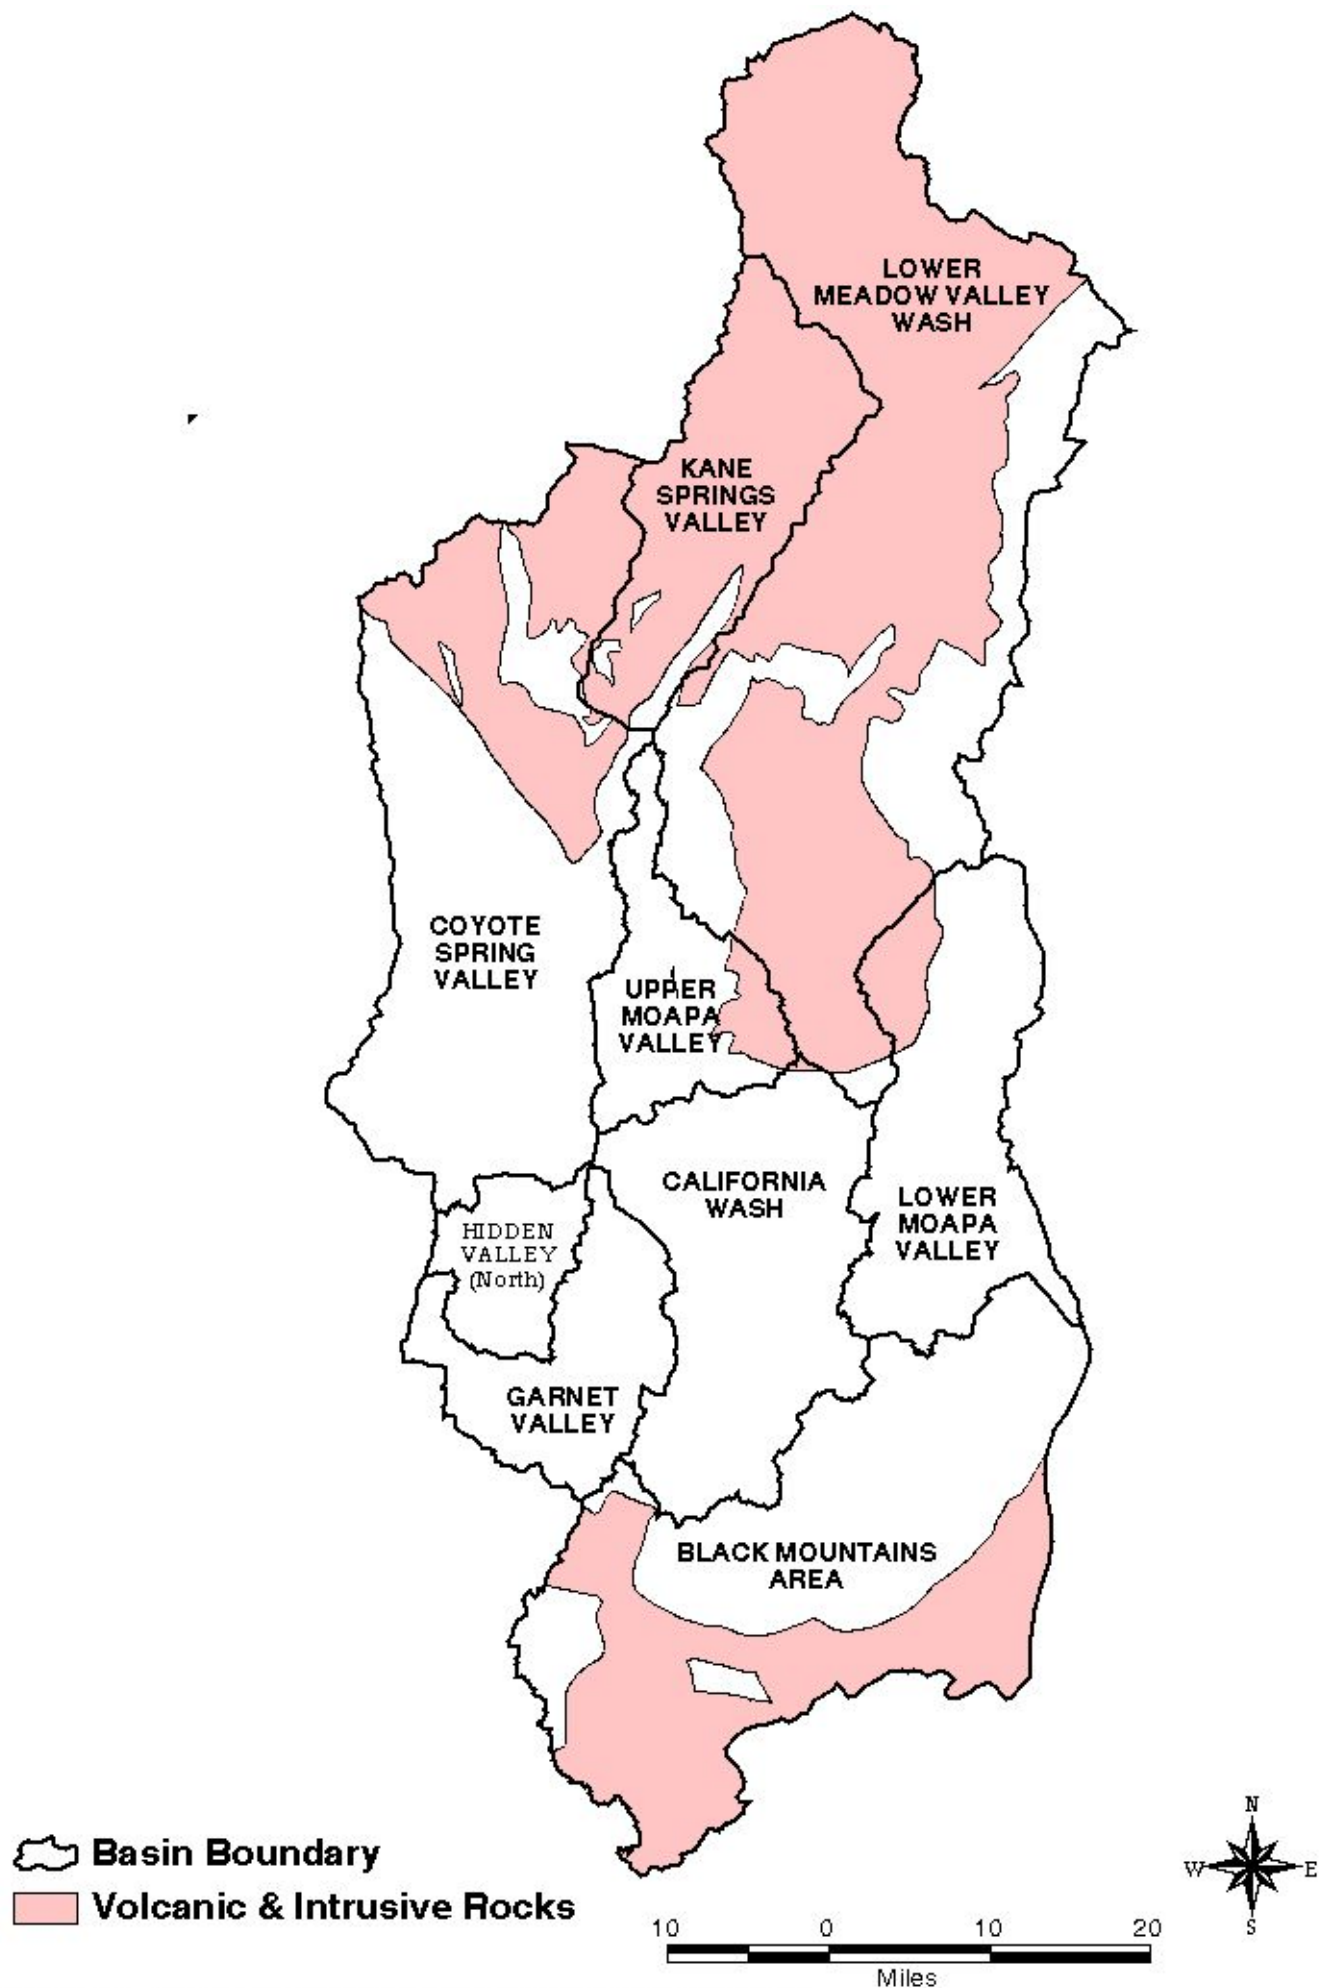 LOWER
MEADOW VALLEY
WASH
KANE
SPRINGS
VALLEY
COYOTE
SPRING
VALLEY
UPPER
MOAPA
VALLEY
CALIFORNIA
WASH
LOWER
MOAPA
VALLEY
HIDDEN
VALLEY
(North)
GARNET
VALLEY
BLACK MOUNTAINS
AREA
Basin Boundary
Volcanic & Intrusive Rocks
N
W E
S
10 0 10 20
Miles